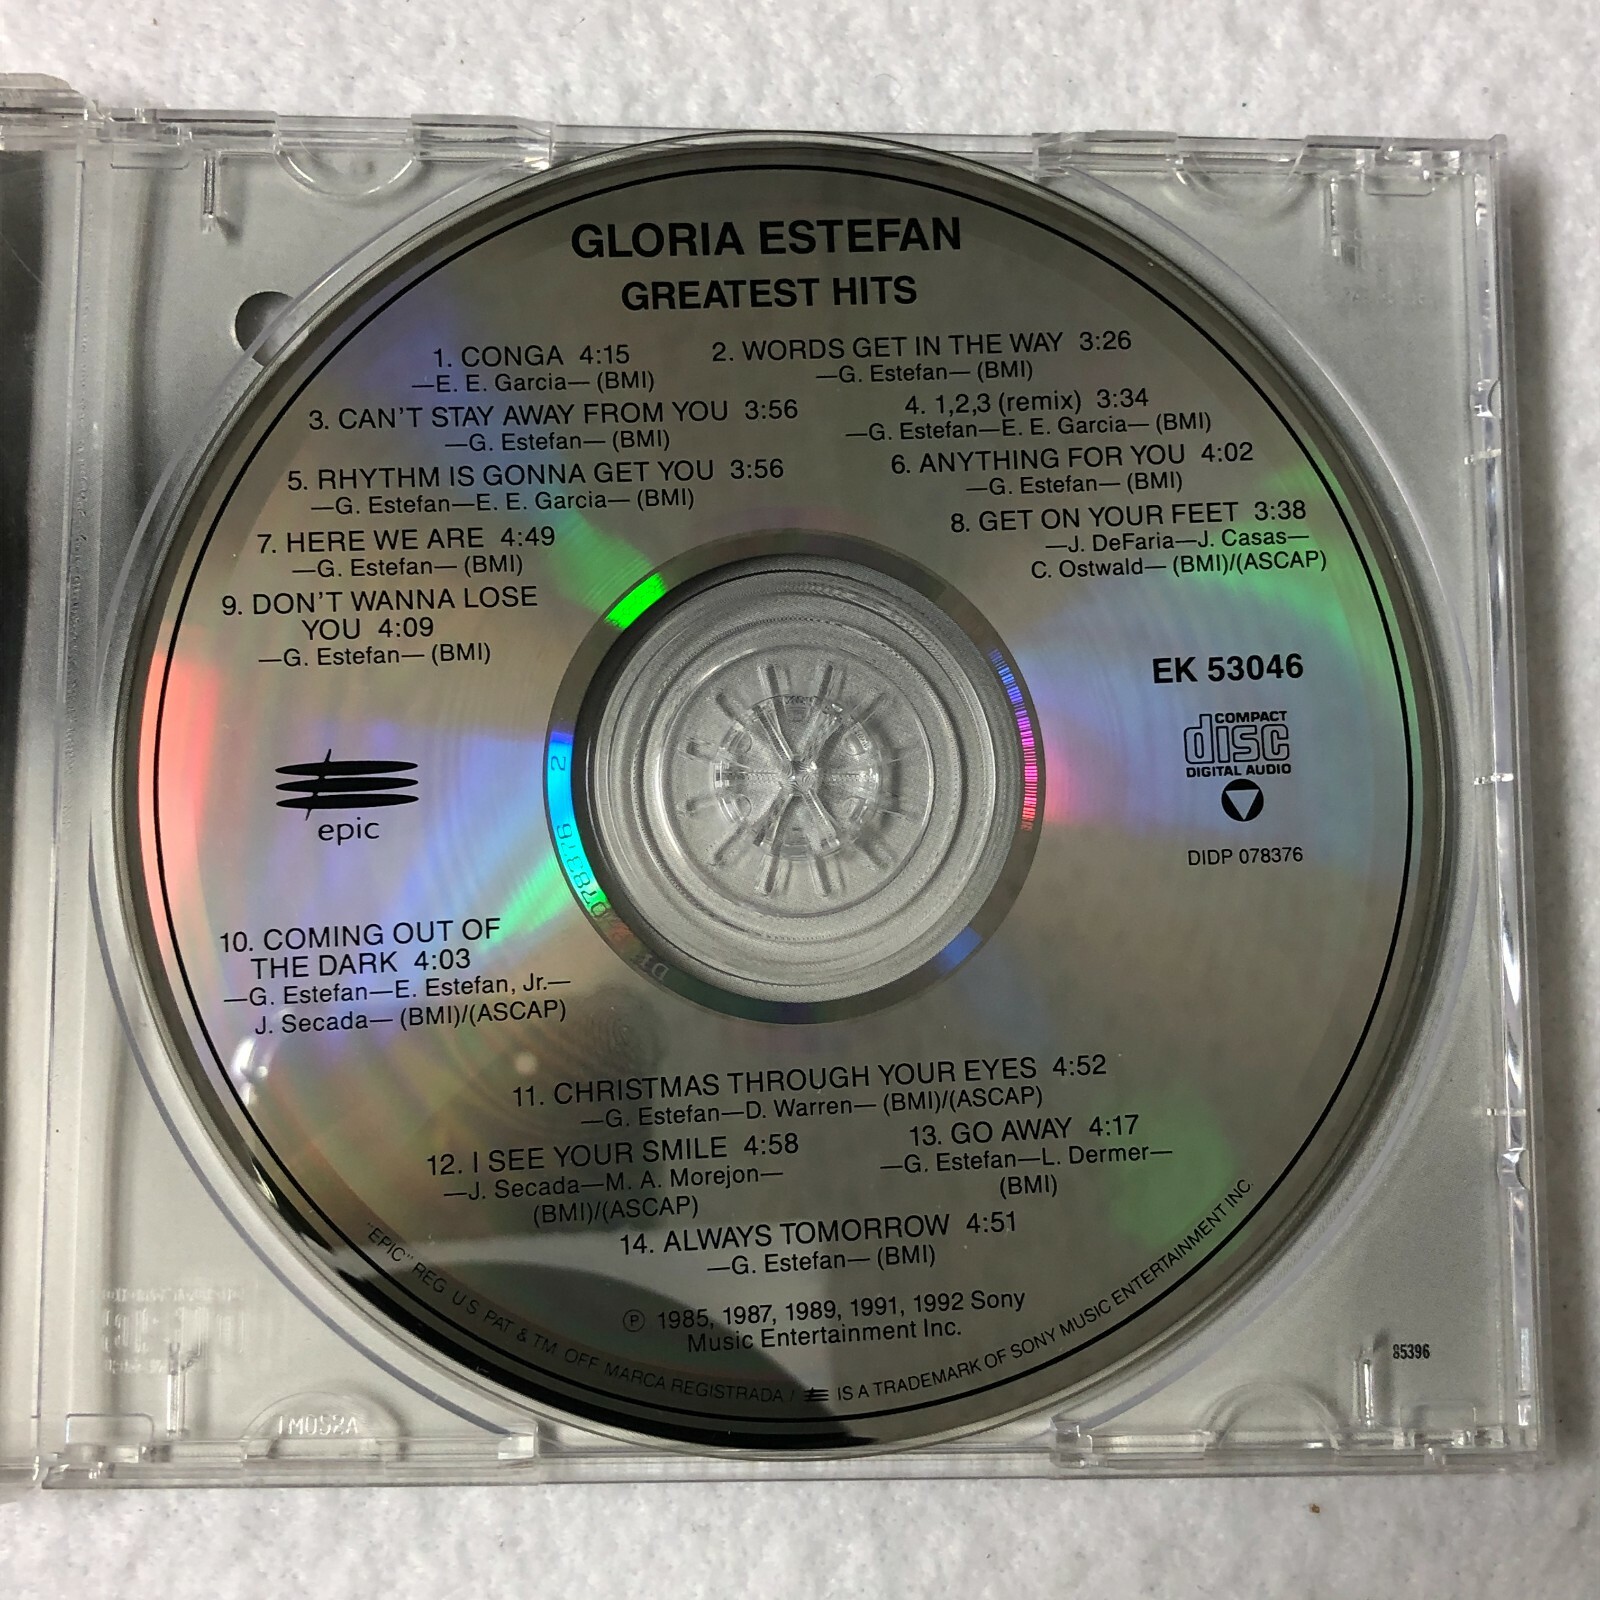 GLORIA ESTEFAN
GREATEST HITS
1. CONGA 4:15
—E. E. Garcia— (BMI)
2. WORDS GET IN THE WAY 3:26
—G. Estefan— (BMI)
3. CAN'T STAY AWAY FROM YOU 3:56
—G. Estefan— (BMI)
4. 1,2,3 (remix) 3:34
—G. Estefan—E. E. Garcia— (BMI)
5. RHYTHM IS GONNA GET YOU 3:56
—G. Estefan—E. E. Garcia— (BMI)
6. ANYTHING FOR YOU 4:02
—G. Estefan— (BMI)
7. HERE WE ARE 4:49
—G. Estefan— (BMI)
8. GET ON YOUR FEET 3:38
—J. DeFaria—J. Casas—
C. Ostwald— (BMI)/(ASCAP)
9. DON'T WANNA LOSE
YOU 4:09
—G. Estefan— (BMI)
EK 53046
COMPACT
disc
DIGITAL AUDIO
DIDP 078376
epic
2
078376
10. COMING OUT OF
THE DARK 4:03
—G. Estefan—E. Estefan, Jr.—
J. Secada— (BMI)/(ASCAP)
11. CHRISTMAS THROUGH YOUR EYES 4:52
—G. Estefan—D. Warren— (BMI)/(ASCAP)
12. I SEE YOUR SMILE 4:58
—J. Secada—M. A. Morejon—
(BMI)/(ASCAP)
13. GO AWAY 4:17
—G. Estefan—L. Dermer—
(BMI)
14. ALWAYS TOMORROW 4:51
—G. Estefan— (BMI)
℗ 1985, 1987, 1989, 1991, 1992 Sony
Music Entertainment Inc.
"EPIC" REG. U.S. PAT. & TM. OFF. MARCA REGISTRADA / IS A TRADEMARK OF SONY MUSIC ENTERTAINMENT INC.
85396